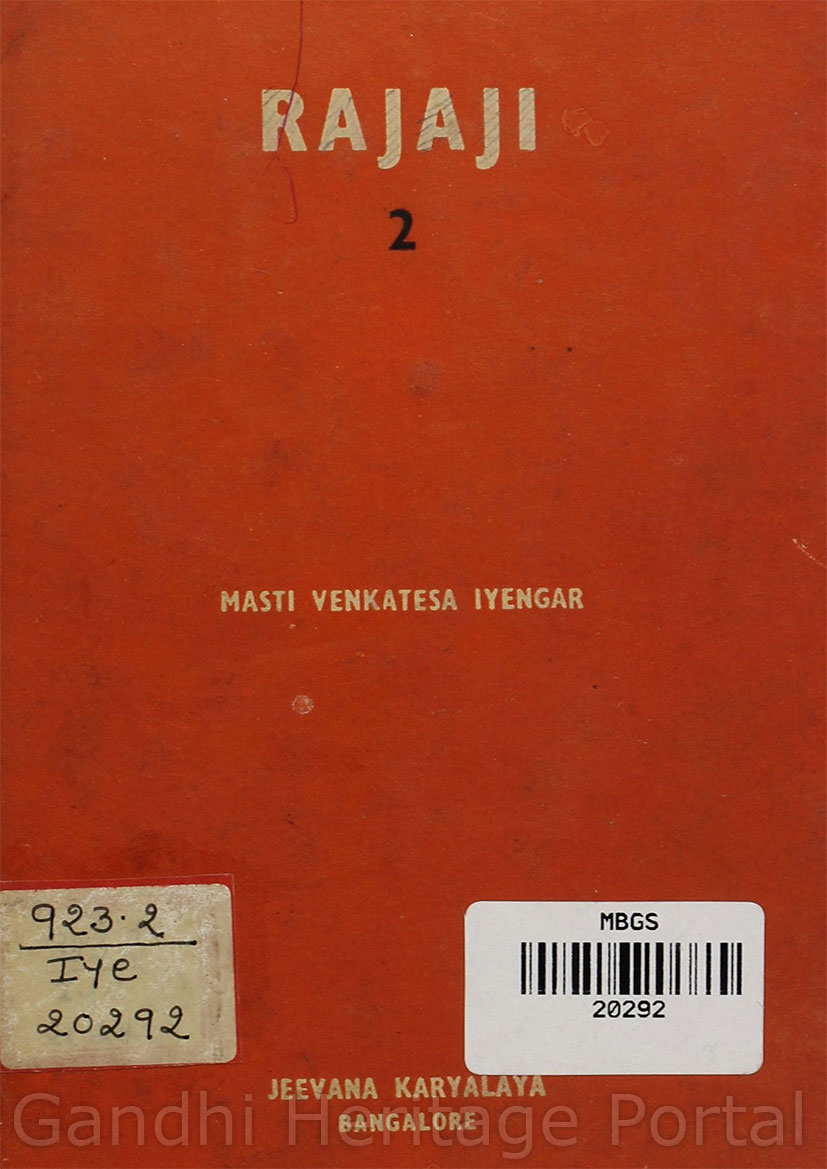 RAJAJI
2
MASTI VENKATESA IYENGAR
923.2
Iye
20292
MBGS
20292
JEEVANA KARYALAYA
BANGALORE
Gandhi Heritage Portal